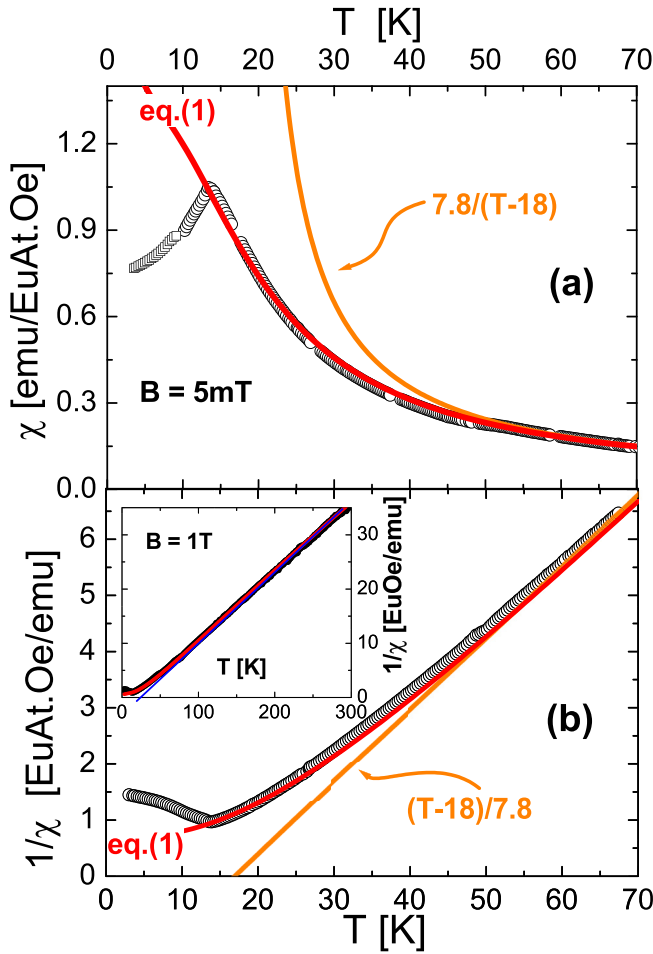 T [K]
0 10 20 30 40 50 60 70
eq.(1)
1.2
7.8/(T-18)
0.9
χ [emu/EuAt.Oe]
(a)
0.6
B = 5mT
0.3
0.0
6
5
4
3
2
1
0
1/χ [EuAt.Oe/emu]
B = 1T
30
20
10
0
1/χ [EuOe/emu]
T [K]
0 100 200 300
(b)
(T-18)/7.8
eq.(1)
0 10 20 30 40 50 60 70
T [K]